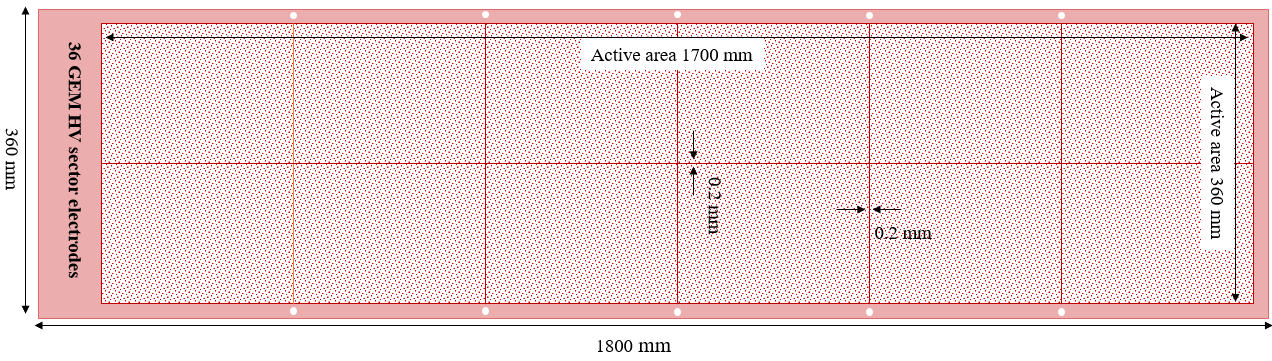 36 GEM HV sector electrodes
Active area 1700 mm
Active area 360 mm
360 mm
0.2 mm
0.2 mm
1800 mm